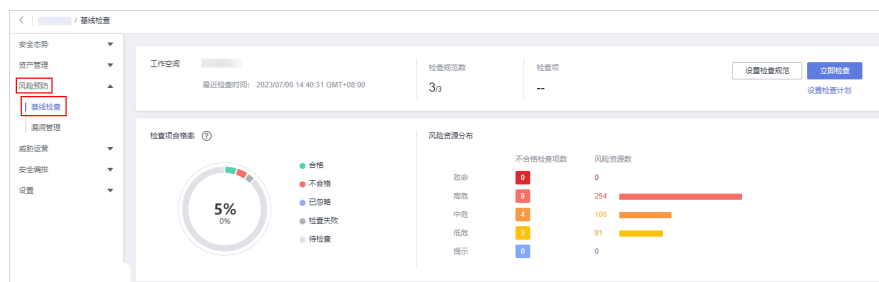 / 基线检查
安全态势
资产管理
风险预防
基线检查
漏洞管理
威胁运营
安全编排
设置
工作空间
最近检查时间： 2023/07/06 14:40:31 GMT+08:00
检查规范数
3/3
检查项
--
设置检查规范
立即检查
设置检查计划
检查项合格率 ?
5%
0%
合格
不合格
已忽略
检查失败
待检查
风险资源分布
不合格检查项数 风险资源数
致命 0 0
高危 9 254
中危 4 108
低危 3 91
提示 0 0